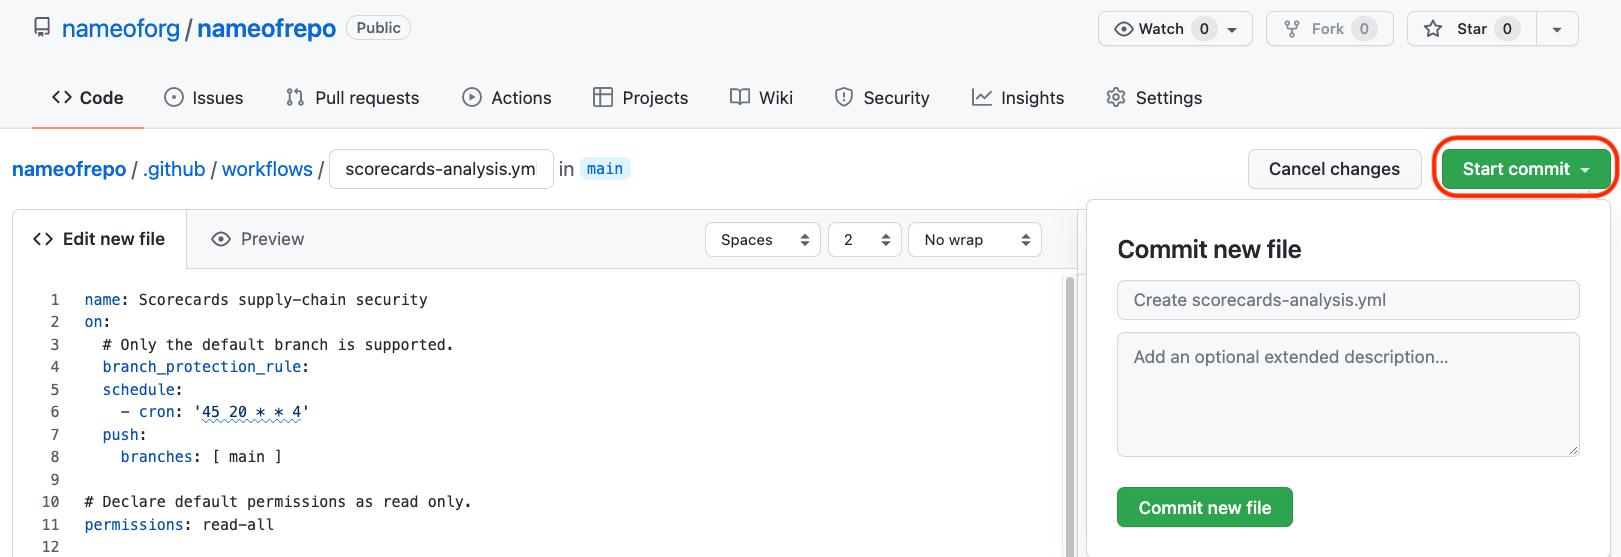 nameoforg / nameofrepo Public Watch 0 Fork 0 Star 0
Code Issues Pull requests Actions Projects Wiki Security Insights Settings
nameofrepo / .github / workflows / scorecards-analysis.yml in main Cancel changes Start commit
Edit new file Preview Spaces 2 No wrap
1 name: Scorecards supply-chain security
2 on:
3 # Only the default branch is supported.
4 branch_protection_rule:
5 schedule:
6 - cron: '45 20 * * 4'
7 push:
8 branches: [ main ]
9
10 # Declare default permissions as read only.
11 permissions: read-all
12
Commit new file
Create scorecards-analysis.yml
Add an optional extended description...
Commit new file